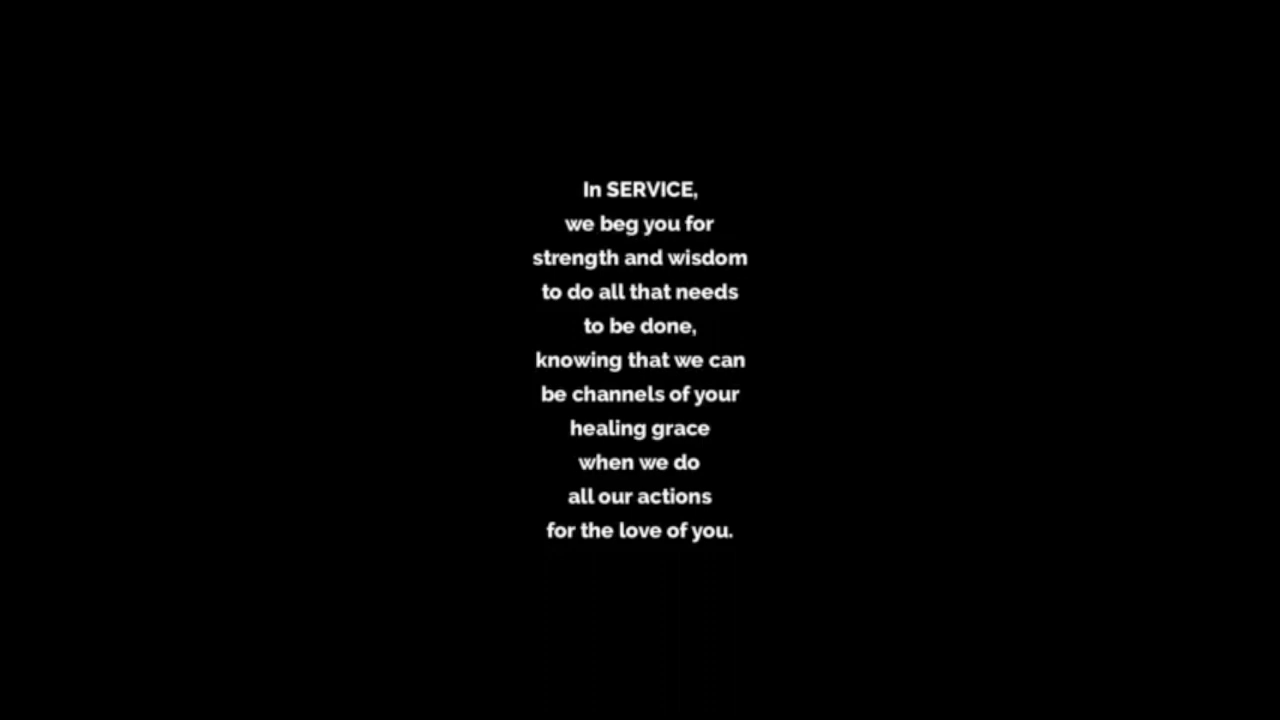 In SERVICE,
we beg you for
strength and wisdom
to do all that needs
to be done,
knowing that we can
be channels of your
healing grace
when we do
all our actions
for the love of you.